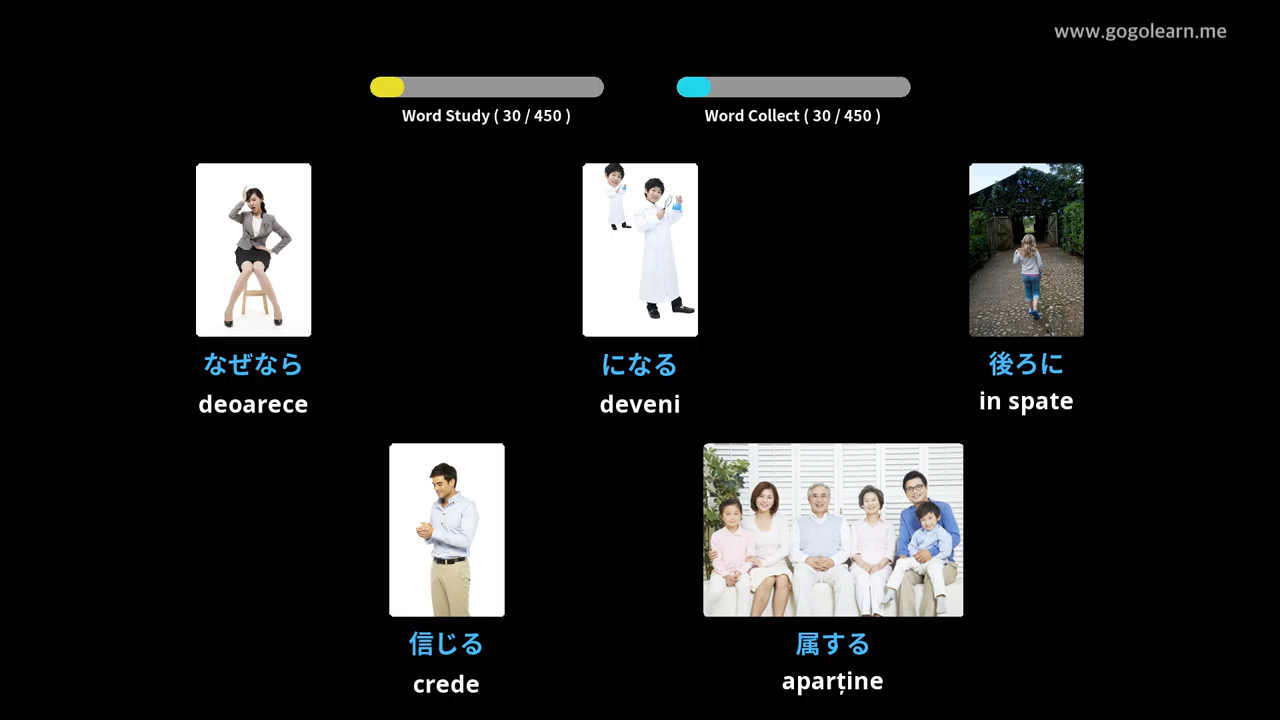 www.gogolearn.me
Word Study ( 30 / 450 )
Word Collect ( 30 / 450 )
なぜなら
deoarece
になる
deveni
後ろに
in spate
信じる
crede
属する
aparține